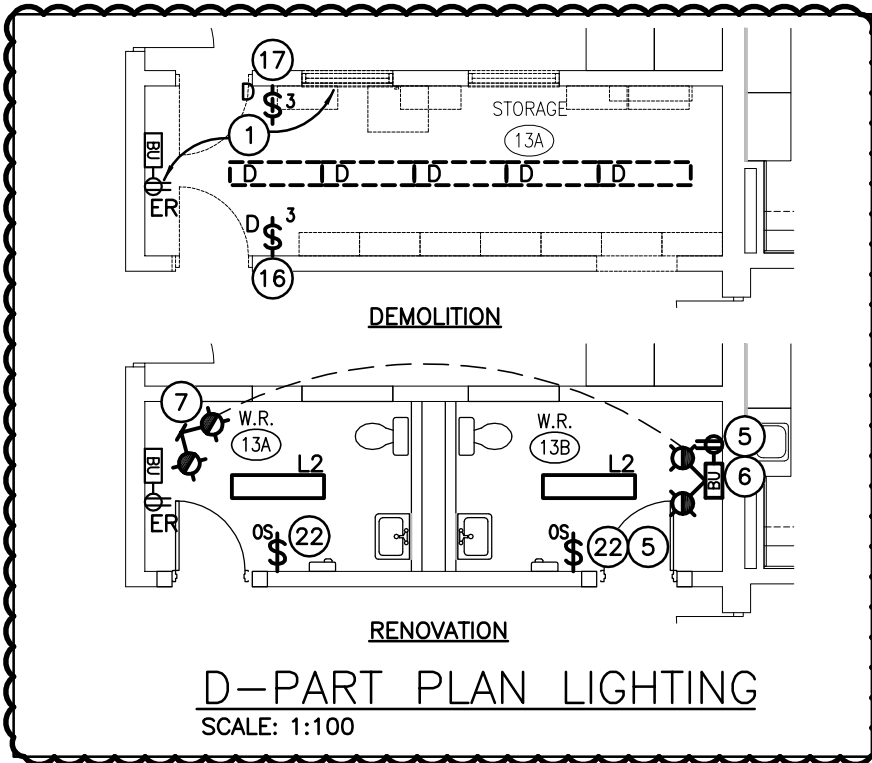 17
D $ 3
STORAGE
13A
1
BU
D D D D D
ER
D $ 3
16
DEMOLITION
7
W.R.
13A
W.R.
13B
5
BU
L2
L2
BU
6
ER
OS $ 22
OS $ 22 5
RENOVATION
D-PART PLAN LIGHTING
SCALE: 1:100